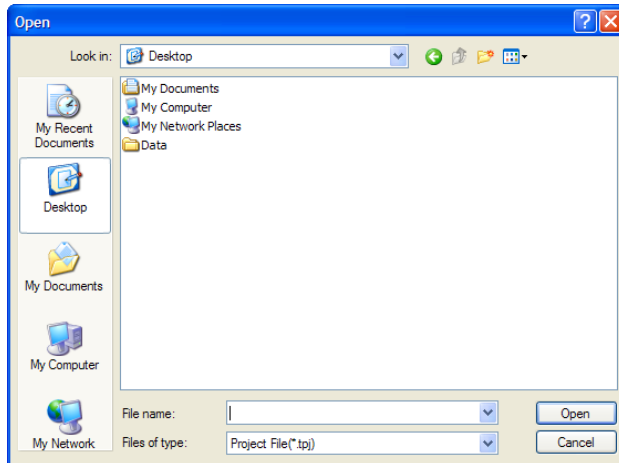 Open
Look in: Desktop
My Recent
Documents
Desktop
My Documents
My Computer
My Network
My Documents
My Computer
My Network Places
Data
File name: Open
Files of type: Project File(*.tpj) Cancel